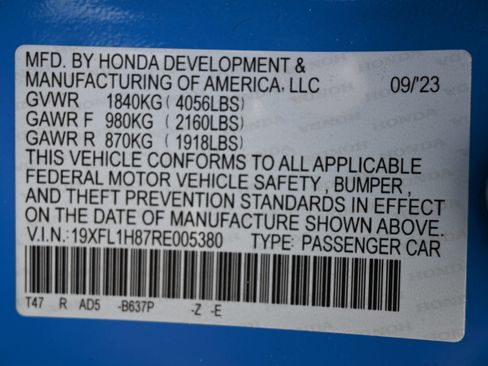 MFD. BY HONDA DEVELOPMENT &
MANUFACTURING OF AMERICA, LLC 09/23
GVWR 1840KG (4056LBS)
GAWR F 980KG (2160LBS)
GAWR R 870KG (1918LBS)
THIS VEHICLE CONFORMS TO ALL APPLICABLE
FEDERAL MOTOR VEHICLE SAFETY, BUMPER,
AND THEFT PREVENTION STANDARDS IN EFFECT
ON THE DATE OF MANUFACTURE SHOWN ABOVE.
V.I.N.: 19XFL1H87RE005380 TYPE: PASSENGER CAR
T47 R AD5 -B637P -Z -E